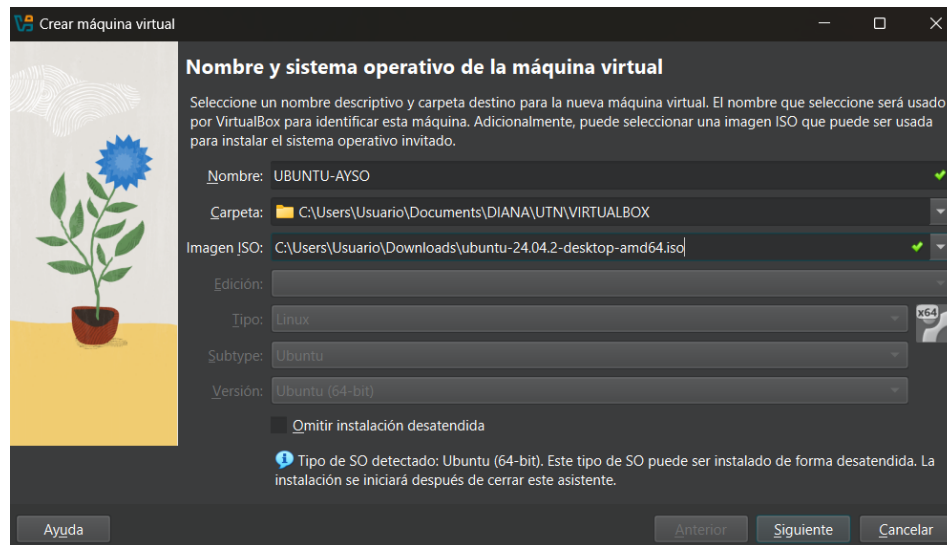 Crear máquina virtual
Nombre y sistema operativo de la máquina virtual
Seleccione un nombre descriptivo y carpeta destino para la nueva máquina virtual. El nombre que seleccione será usado
por VirtualBox para identificar esta máquina. Adicionalmente, puede seleccionar una imagen ISO que puede ser usada
para instalar el sistema operativo invitado.
Nombre: UBUNTU-AYSO
Carpeta: C:\Users\Usuario\Documents\DIANA\UTN\VIRTUALBOX
Imagen ISO: C:\Users\Usuario\Downloads\ubuntu-24.04.2-desktop-amd64.iso
Edición:
Tipo: Linux
x64
Subtype: Ubuntu
Versión: Ubuntu (64-bit)
Omitir instalación desatendida
Tipo de SO detectado: Ubuntu (64-bit). Este tipo de SO puede ser instalado de forma desatendida. La
instalación se iniciará después de cerrar este asistente.
Ayuda Anterior Siguiente Cancelar